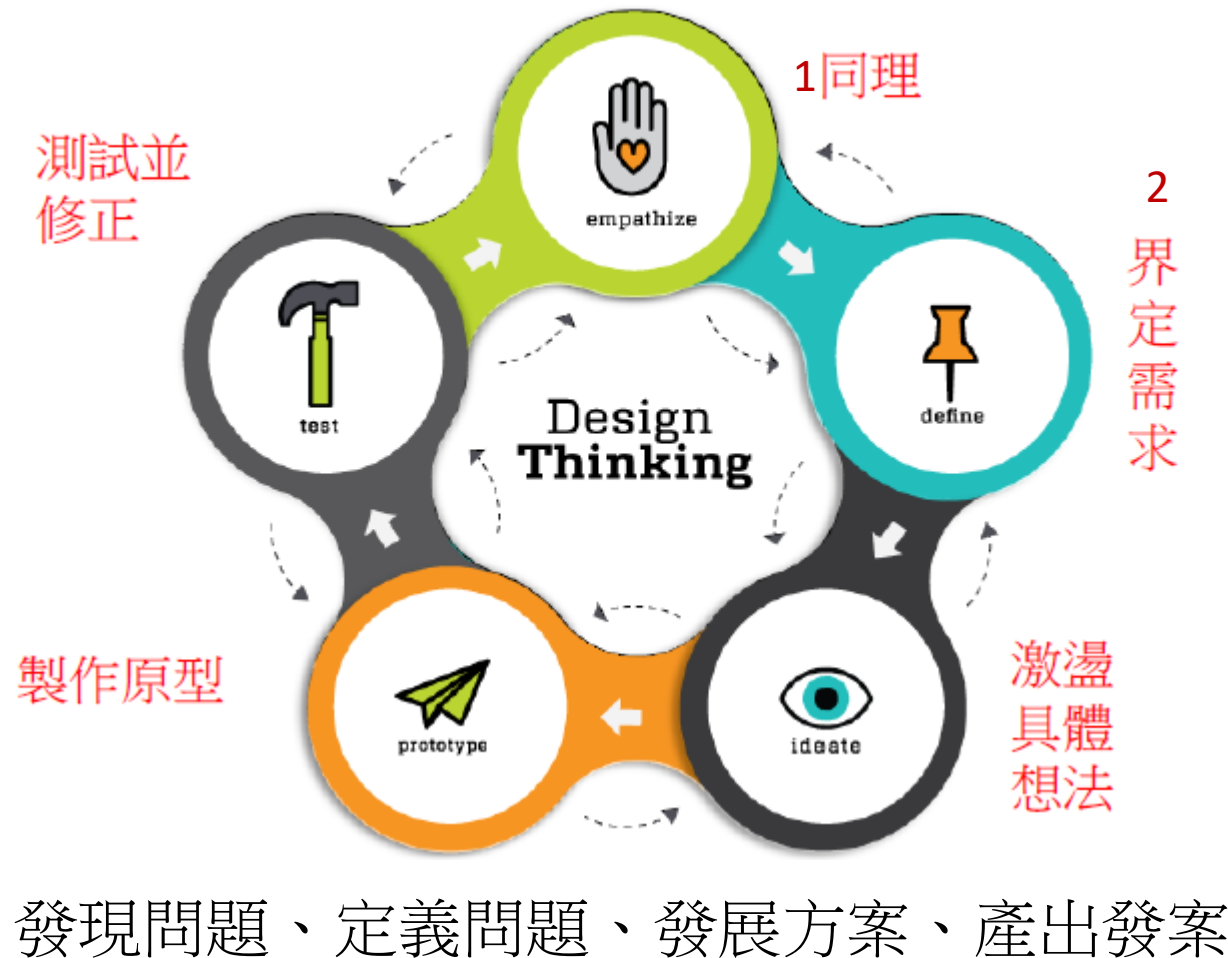 1同理
empathize
2
界
定
需
求
define
激盪
具體
想法
ideate
製作原型
prototype
測試並
修正
test
Design
Thinking
發現問題、定義問題、發展方案、產出發案